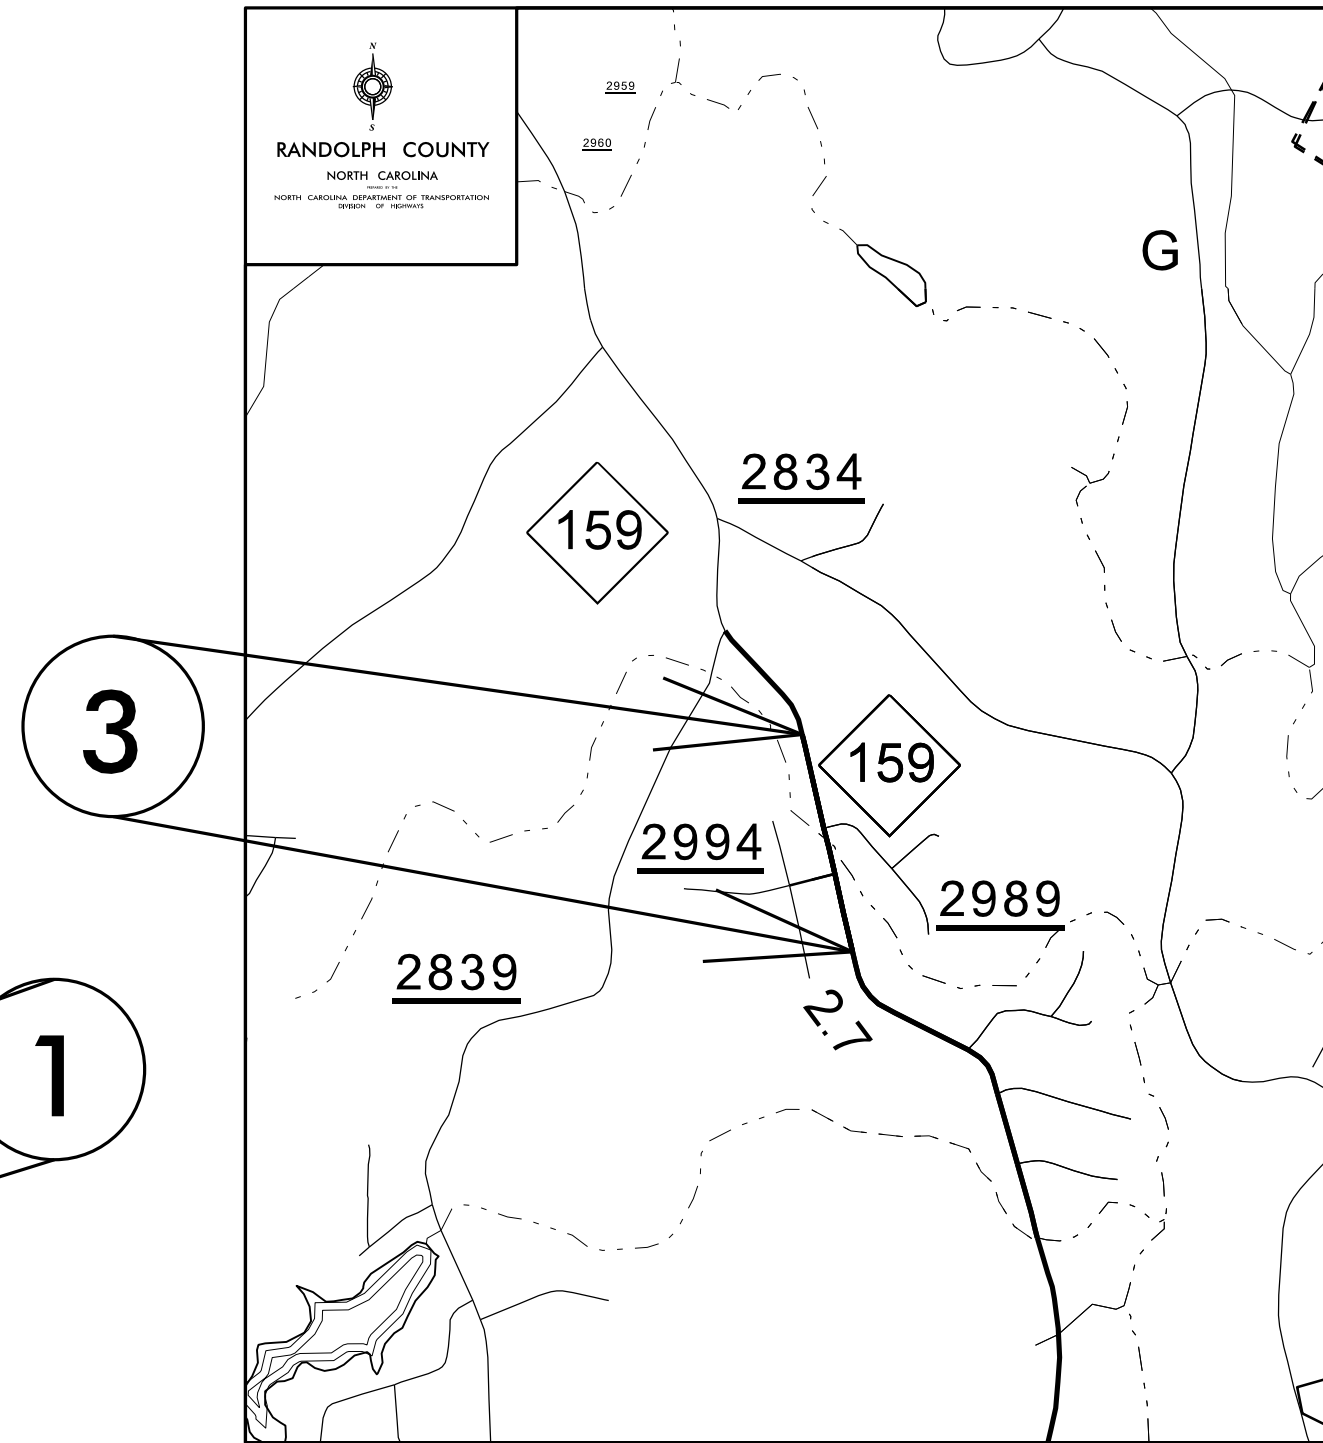 N
S
RANDOLPH COUNTY
NORTH CAROLINA
PREPARED BY THE
NORTH CAROLINA DEPARTMENT OF TRANSPORTATION
DIVISION OF HIGHWAYS
2959
2960
G
2834
159
3
159
2994
2989
2839
2.7
1